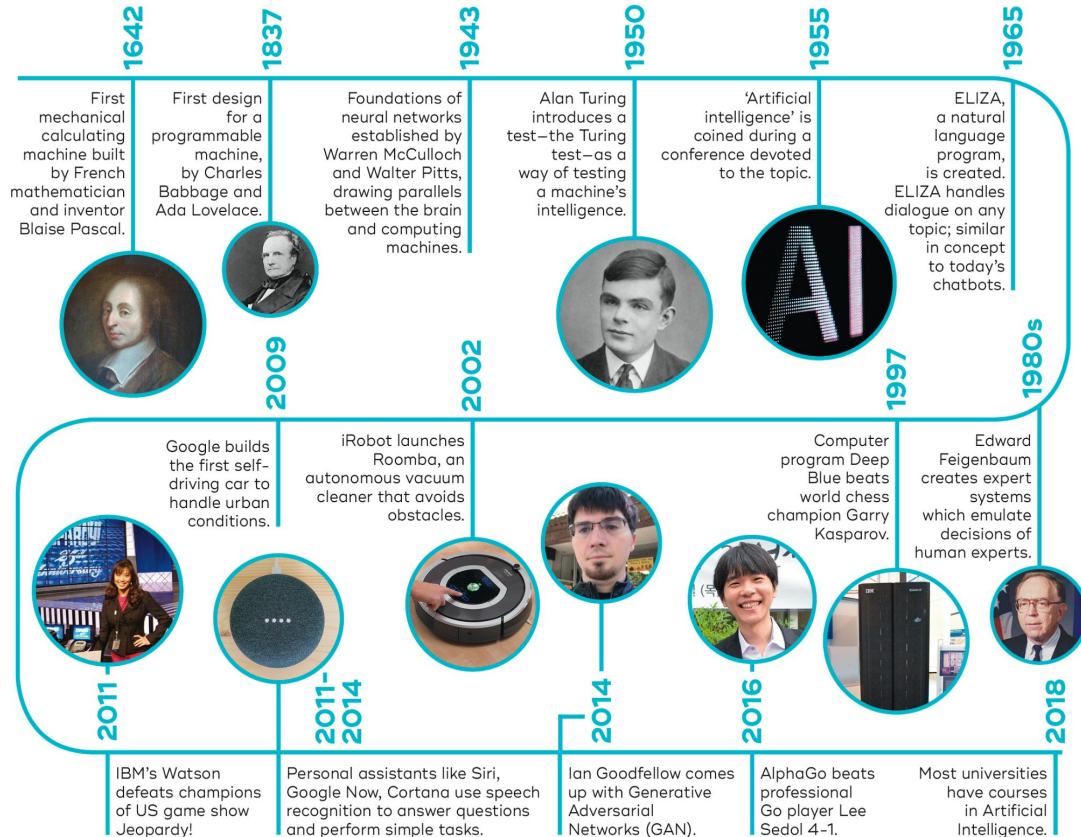 1642
First
mechanical
calculating
machine built
by French
mathematician
and inventor
Blaise Pascal.
1837
First design
for a
programmable
machine,
by Charles
Babbage and
Ada Lovelace.
1943
Foundations of
neural networks
established by
Warren McCulloch
and Walter Pitts,
drawing parallels
between the brain
and computing
machines.
1950
Alan Turing
introduces a
test—the Turing
test—as a
way of testing
a machine’s
intelligence.
1955
‘Artificial
intelligence’ is
coined during a
conference devoted
to the topic.
AI
1965
ELIZA,
a natural
language
program,
is created.
ELIZA handles
dialogue on any
topic; similar
in concept
to today’s
chatbots.
1980s
Edward
Feigenbaum
creates expert
systems
which emulate
decisions of
human experts.
1997
Computer
program Deep
Blue beats
world chess
champion Garry
Kasparov.
IBM
2002
iRobot launches
Roomba, an
autonomous vacuum
cleaner that avoids
obstacles.
2009
Google builds
the first self-
driving car to
handle urban
conditions.
2011
IBM’s Watson
defeats champions
of US game show
Jeopardy!
2011-
2014
Personal assistants like Siri,
Google Now, Cortana use speech
recognition to answer questions
and perform simple tasks.
2014
Ian Goodfellow comes
up with Generative
Adversarial
Networks (GAN).
2016
AlphaGo beats
professional
Go player Lee
Sedol 4-1.
2018
Most universities
have courses
in Artificial
Intelligence.